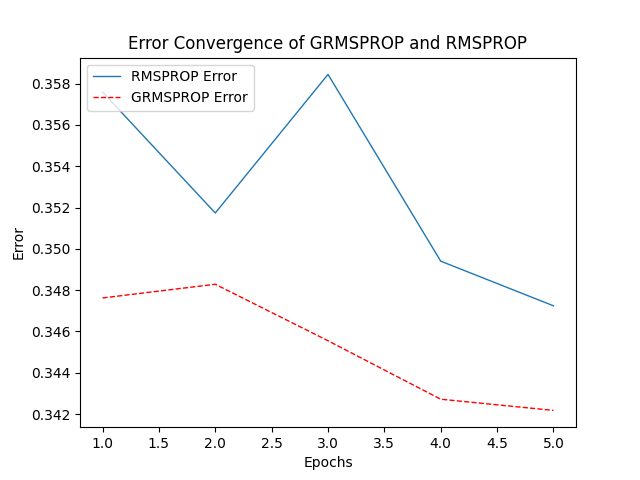 Error Convergence of GRMSPROP and RMSPROP
RMSPROP Error
GRMSPROP Error
0.358
0.356
0.354
0.352
0.350
0.348
0.346
0.344
0.342
Error
1.0 1.5 2.0 2.5 3.0 3.5 4.0 4.5 5.0
Epochs